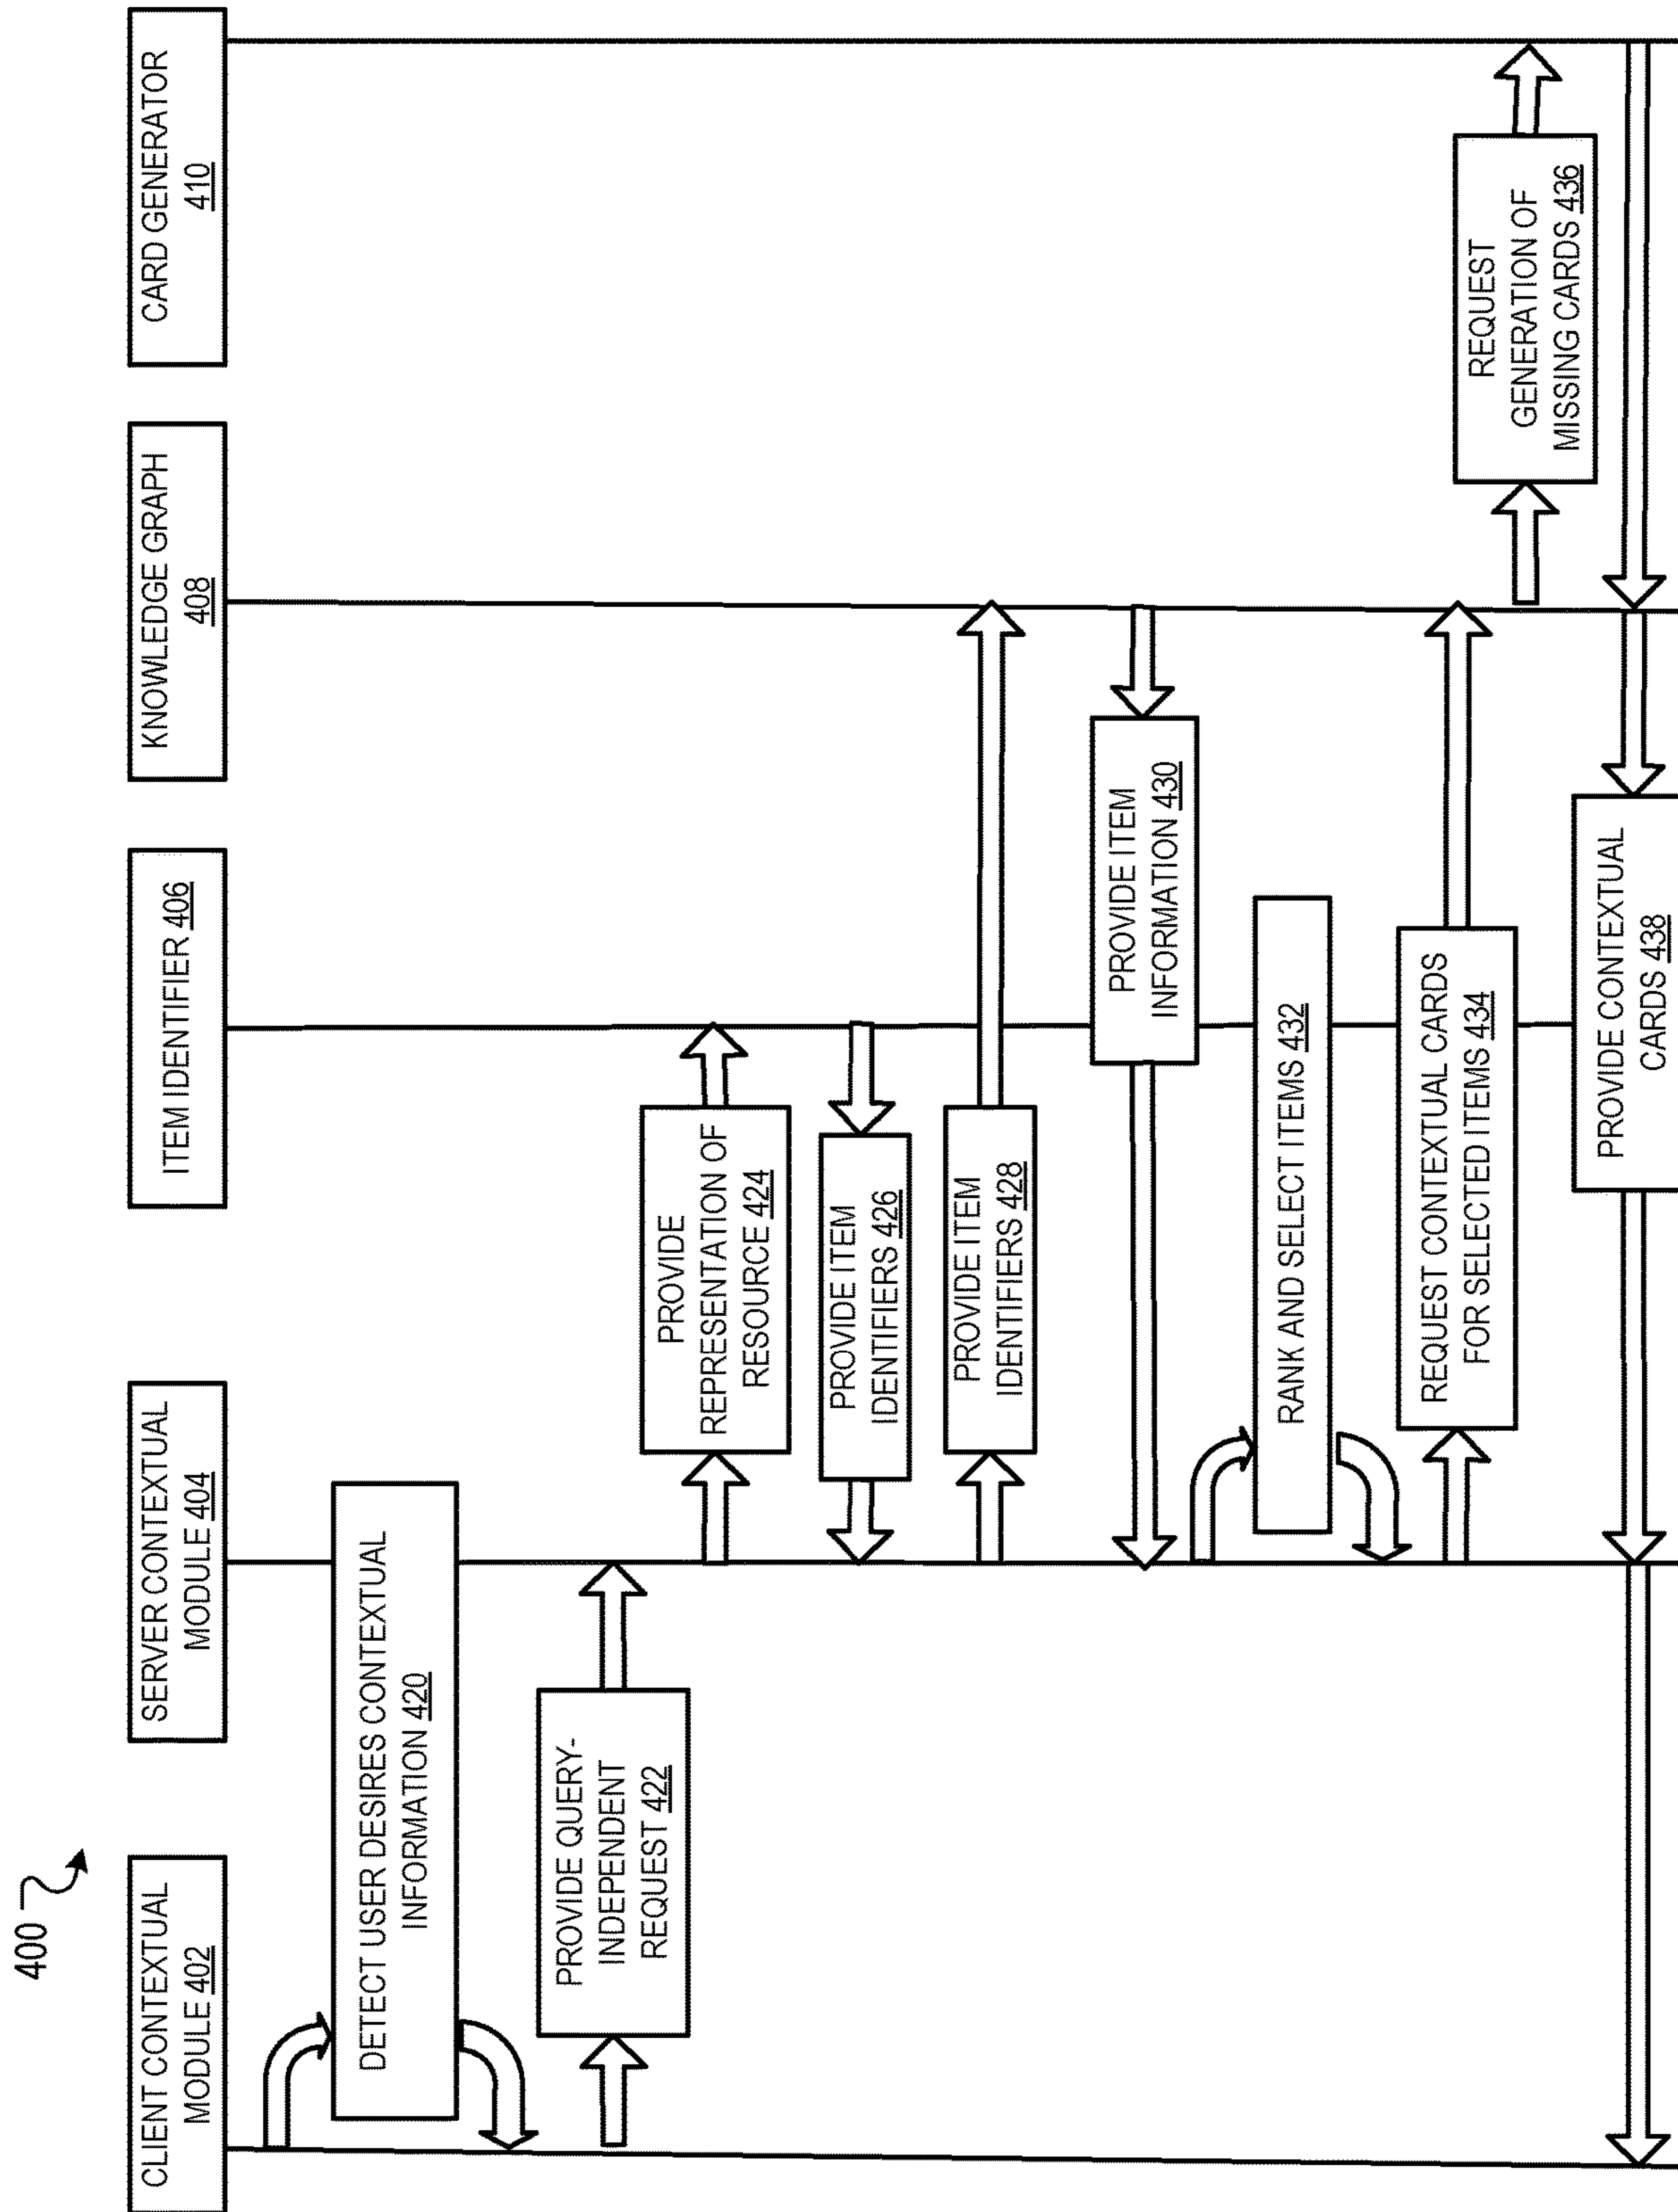 400
CLIENT CONTEXTUAL
MODULE 402
SERVER CONTEXTUAL
MODULE 404
ITEM IDENTIFIER 406
KNOWLEDGE GRAPH
408
CARD GENERATOR
410
DETECT USER DESIRES CONTEXTUAL
INFORMATION 420
PROVIDE QUERY-
INDEPENDENT
REQUEST 422
PROVIDE
REPRESENTATION OF
RESOURCE 424
PROVIDE ITEM
IDENTIFIERS 426
PROVIDE ITEM
IDENTIFIERS 428
PROVIDE ITEM
INFORMATION 430
RANK AND SELECT ITEMS 432
REQUEST CONTEXTUAL CARDS
FOR SELECTED ITEMS 434
REQUEST
GENERATION OF
MISSING CARDS 436
PROVIDE CONTEXTUAL
CARDS 438